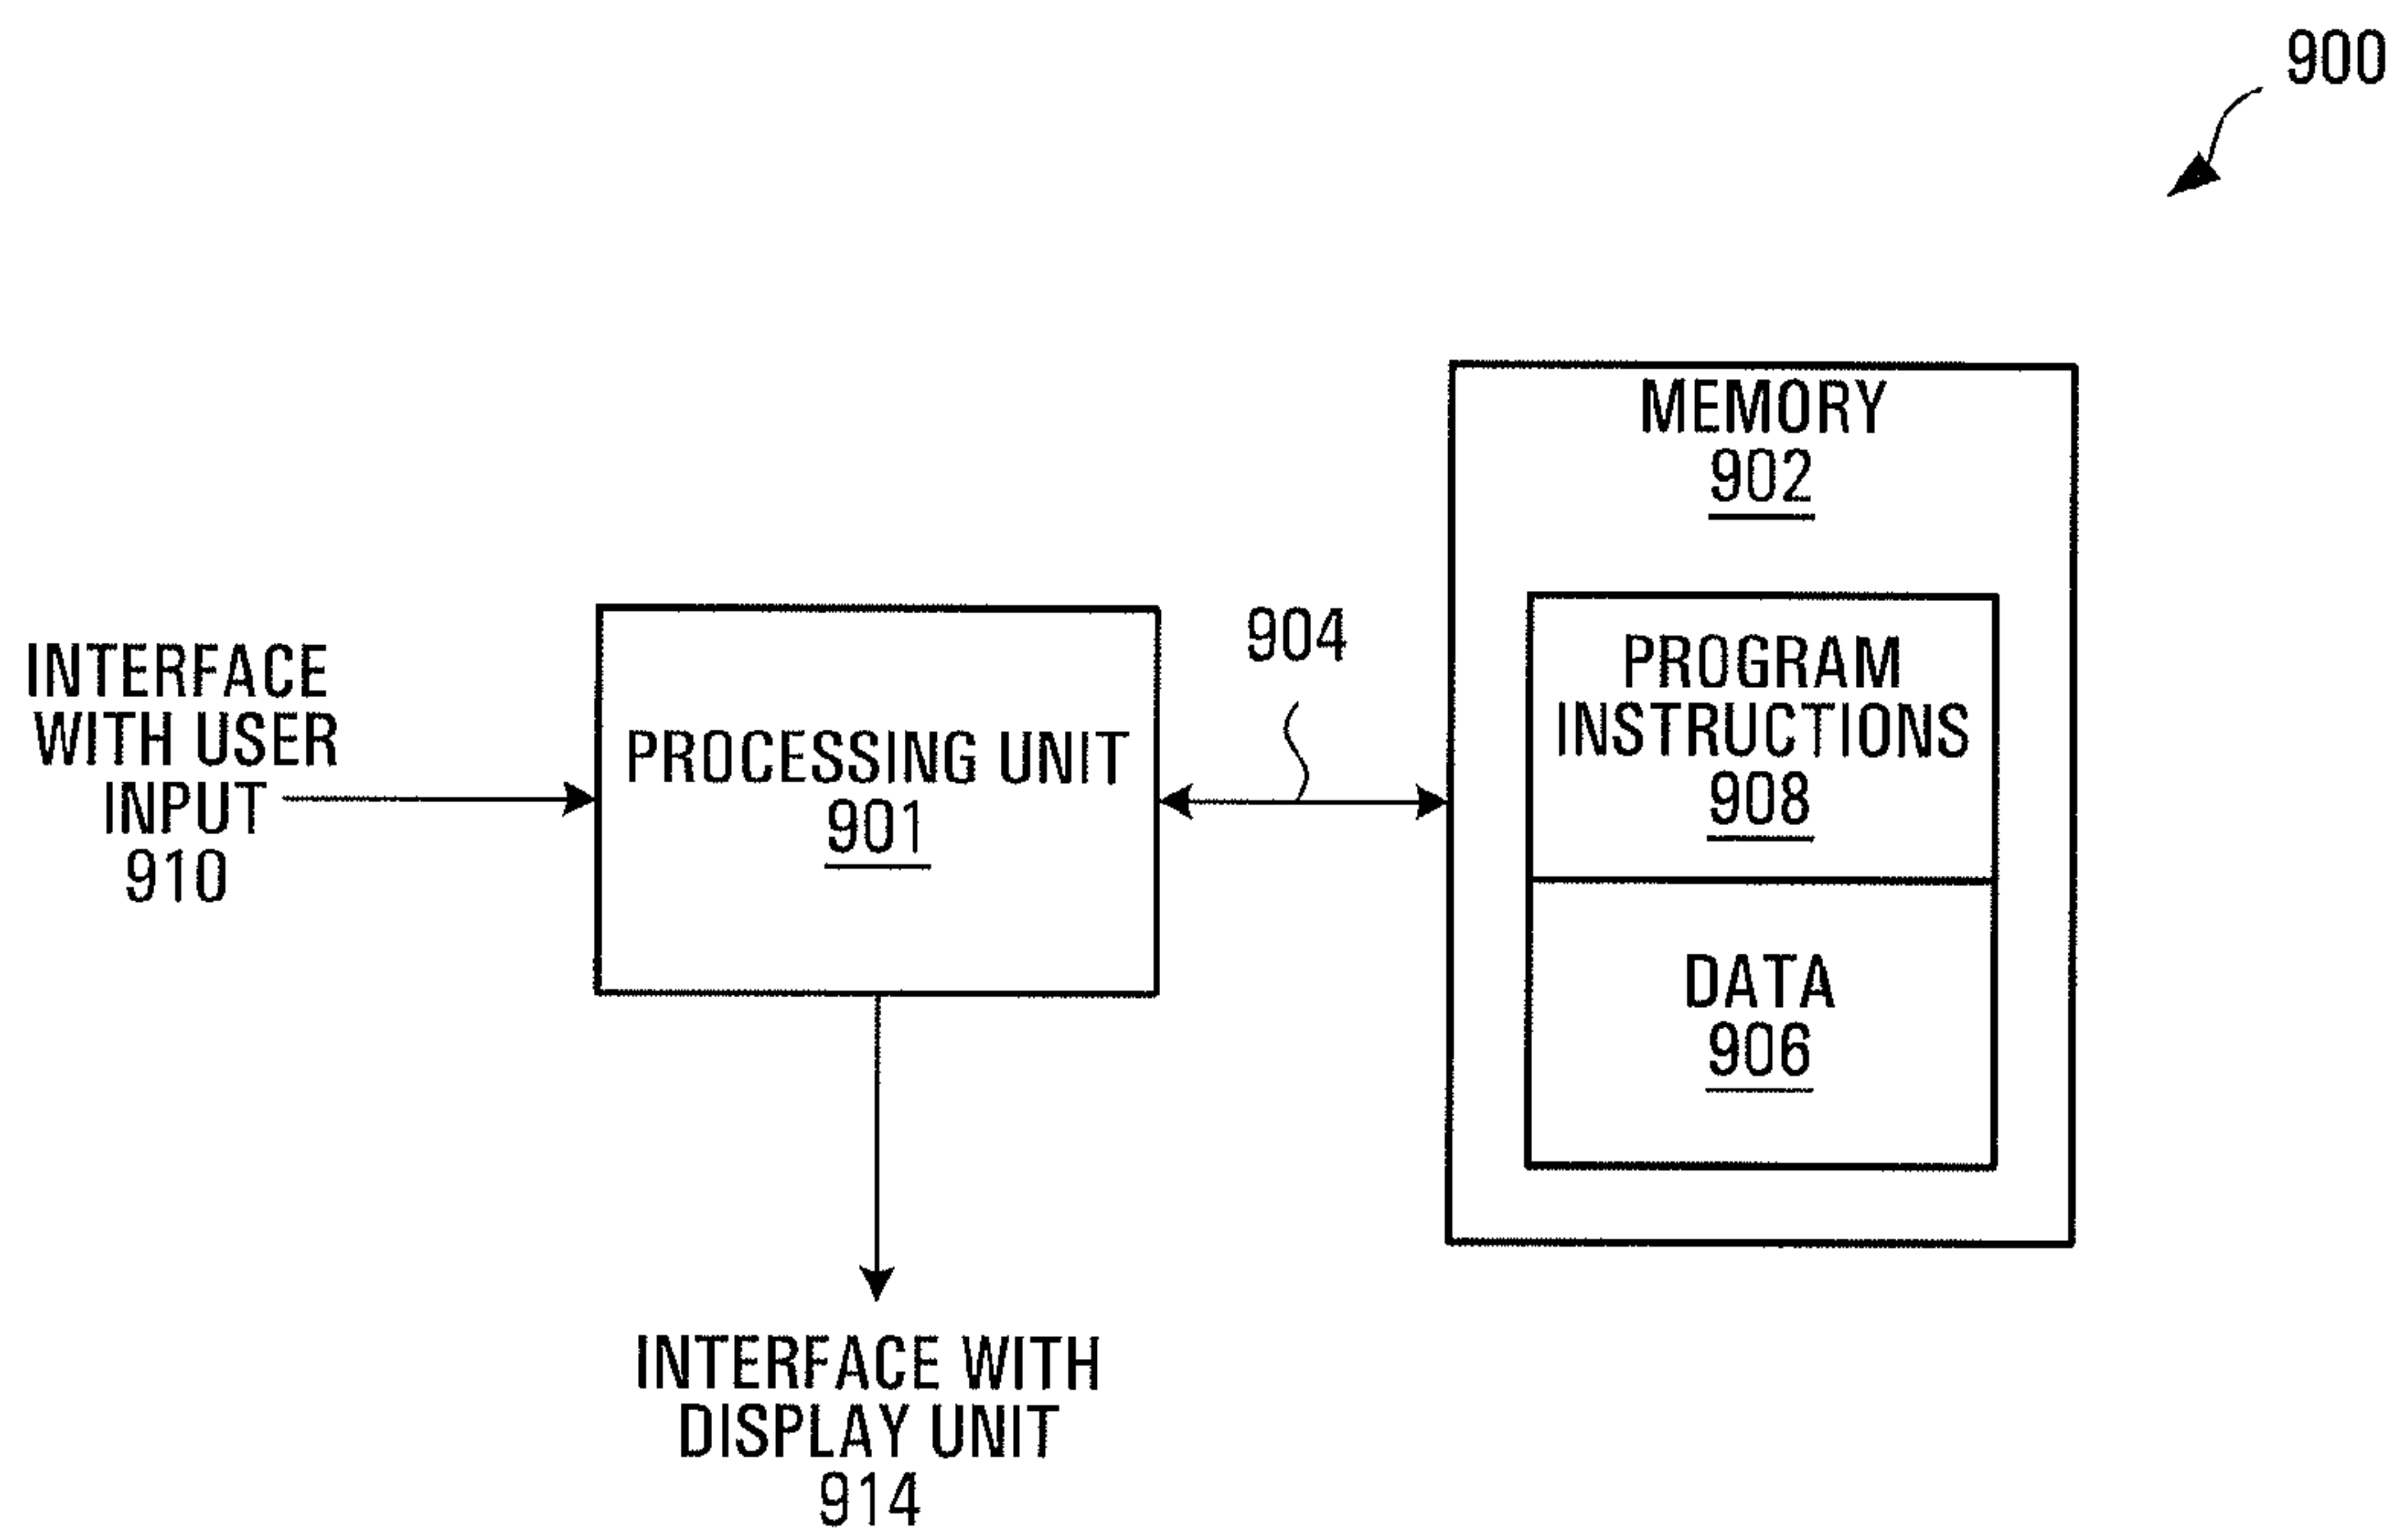 900
MEMORY
902
904
PROGRAM
INSTRUCTIONS
908
INTERFACE
WITH USER
INPUT
910
PROCESSING UNIT
901
DATA
906
INTERFACE WITH
DISPLAY UNIT
914